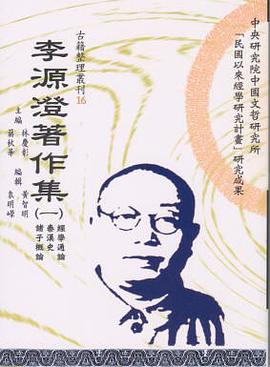 中央研究院中國文哲研究所
「民國以來經學研究計畫」研究成果
古籍整理叢刊16
李源澄著作集(一)
經學通論
秦漢史
諸子概論
主編 林慶彰
蔣秋華
編輯 黃智明
袁明嶸